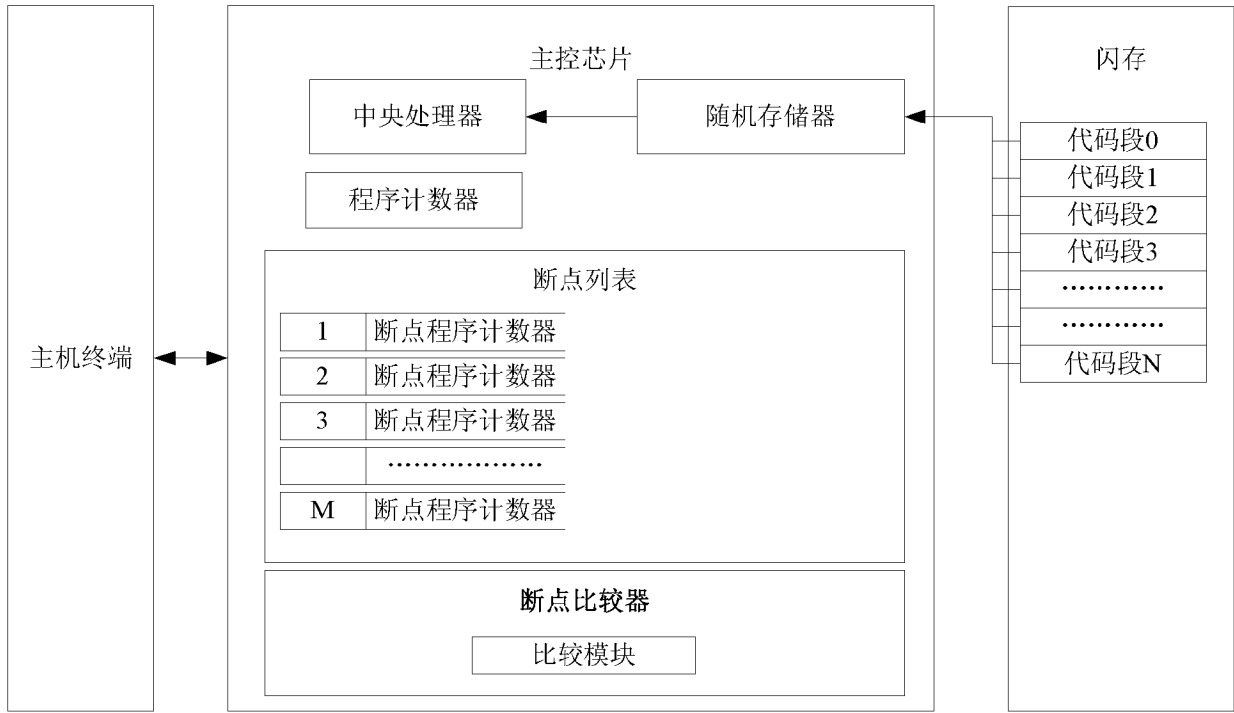 主机终端
主控芯片
中央处理器
随机存储器
程序计数器
断点列表
1 断点程序计数器
2 断点程序计数器
3 断点程序计数器
………………
M 断点程序计数器
断点比较器
比较模块
闪存
代码段0
代码段1
代码段2
代码段3
…………
…………
代码段N